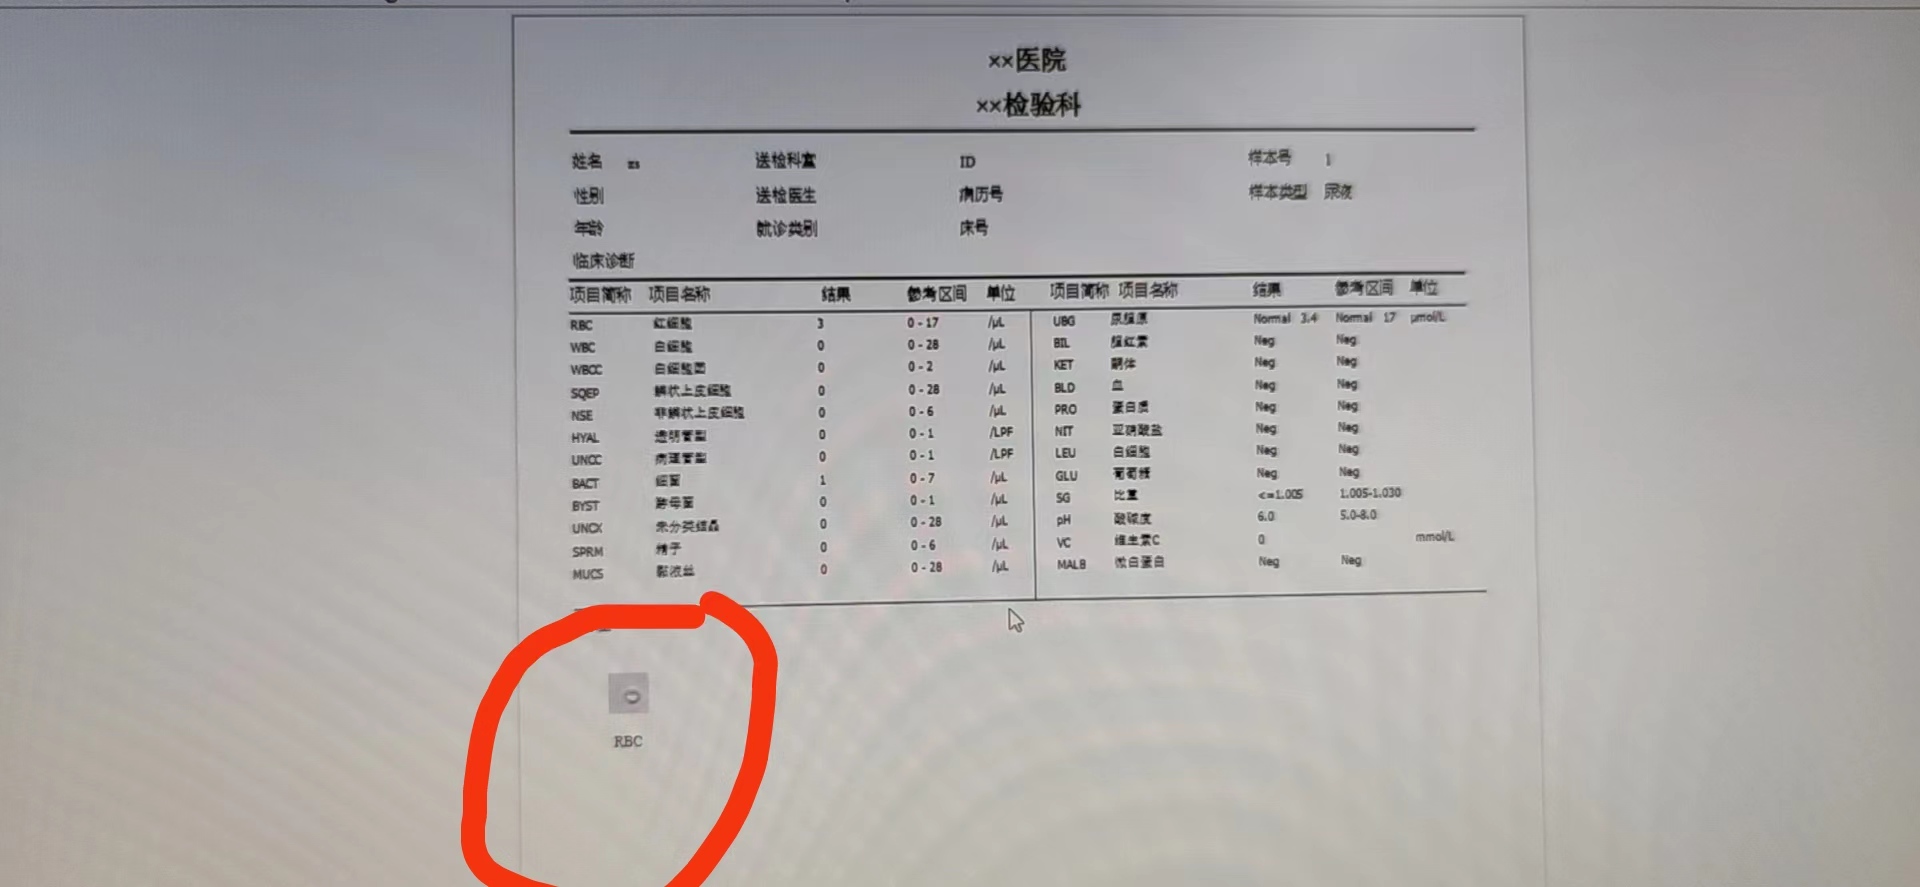 ××医院
××检验科
姓名 zs 送检科室 ID 样本号 1
性别 送检医生 病历号 样本类型 尿液
年龄 就诊类别 床号
临床诊断
项目简称 项目名称 结果 参考区间 单位 项目简称 项目名称 结果 参考区间 单位
RBC 红细胞 3 0-17 /μL UBG 尿胆原 Normal 3.4 Normal 17 μmol/L
WBC 白细胞 0 0-28 /μL BIL 胆红素 Neg Neg
WBCC 白细胞团 0 0-2 /μL KET 酮体 Neg Neg
SQEP 鳞状上皮细胞 0 0-28 /μL BLD 血 Neg Neg
NSE 非鳞状上皮细胞 0 0-6 /μL PRO 蛋白质 Neg Neg
HYAL 透明管型 0 0-1 /LPF NIT 亚硝酸盐 Neg Neg
UNCC 病理管型 0 0-1 /LPF LEU 白细胞 Neg Neg
BACT 细菌 1 0-7 /μL GLU 葡萄糖 Neg Neg
BYST 酵母菌 0 0-1 /μL SG 比重 <=1.005 1.005-1.030
UNCX 未分类结晶 0 0-28 /μL pH 酸碱度 6.0 5.0-8.0
SPRM 精子 0 0-6 /μL VC 维生素C 0 mmol/L
MUCS 黏液丝 0 0-28 /μL MALB 微白蛋白 Neg Neg
RBC